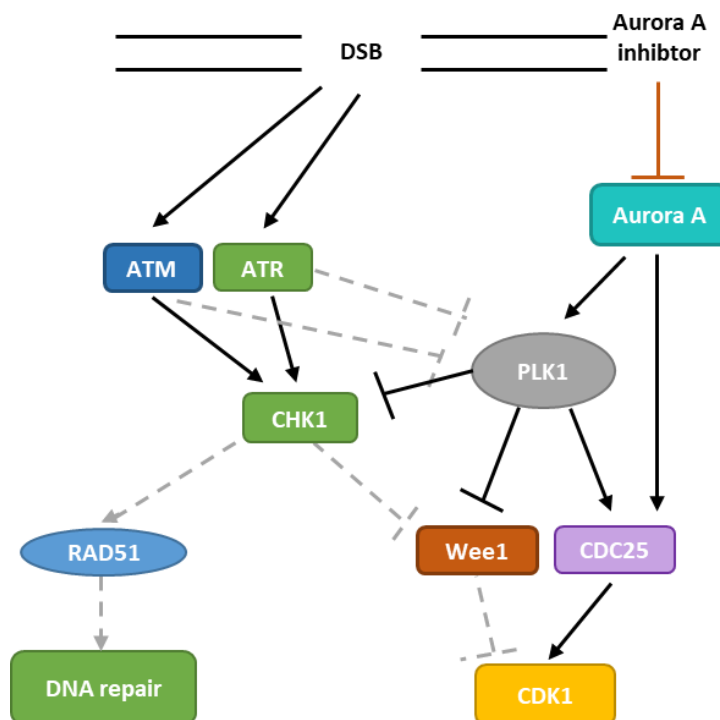 DSB
Aurora A
inhibtor
Aurora A
ATM
ATR
PLK1
CHK1
RAD51
Wee1
CDC25
DNA repair
CDK1